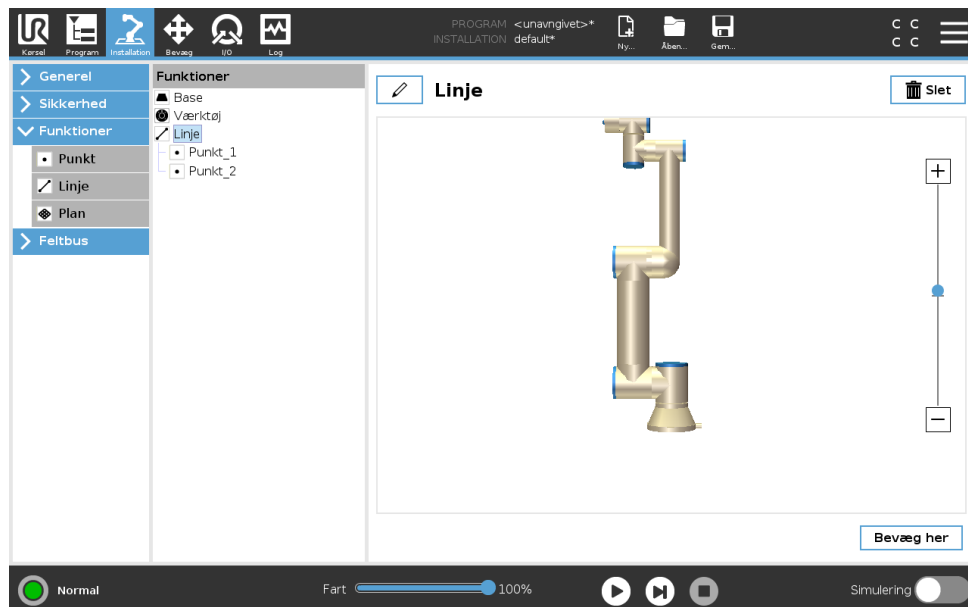 UR
PROGRAM <unavngivet>*
INSTALLATION default*
Kørsel Program Installation Bevæg I/O Log Ny... Åben... Gem...
C C
C C
Generel
Sikkerhed
Funktioner
Punkt
Linje
Plan
Feltbus
Funktioner
Base
Værktøj
Linje
Punkt_1
Punkt_2
Linje
Slet
Bevæg her
Normal
Fart 100%
Simulering